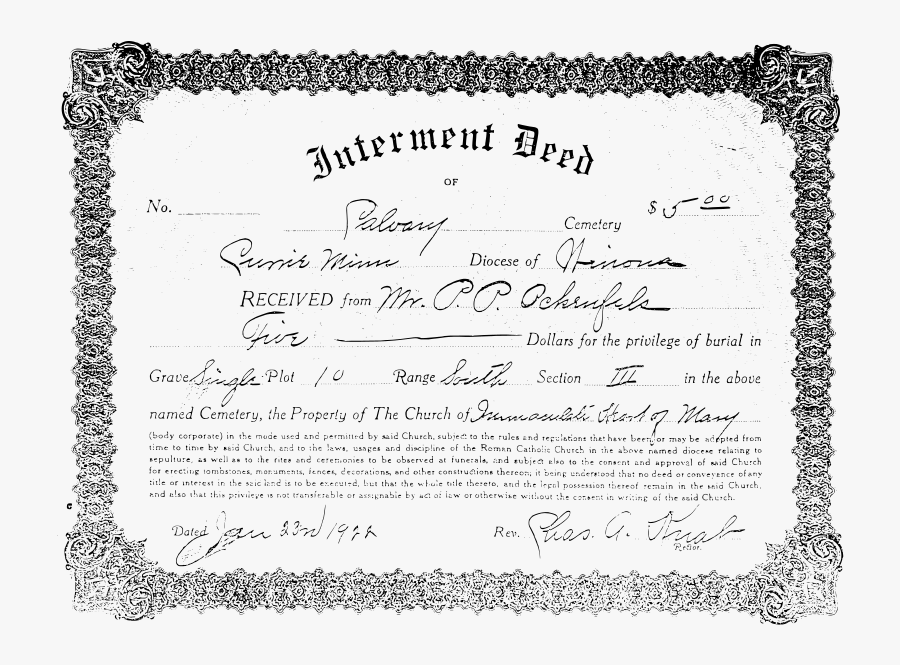 Interment Deed
OF
No. $ 5 00
Calvary Cemetery
Currie Minn Diocese of Winona
RECEIVED from Mr. P. P. Ockenfels
Five Dollars for the privilege of burial in
Grave Single Plot 10 Range South Section III in the above
named Cemetery, the Property of The Church of Immaculate Heart of Mary
(body corporate) in the mode used and permitted by said Church, subject to the rules and regulations that have been, or may be adopted from
time to time by said Church, and to the laws, usages and discipline of the Roman Catholic Church in the above named diocese relating to
sepulture, as well as to the rites and ceremonies to be observed at funerals, and subject also to the consent and approval of said Church
for erecting tombstones, monuments, fences, decorations, and other constructions thereon; it being understood that no deed or conveyance of any
title or interest in the said land is to be executed, but that the whole title thereto, and the legal possession thereof remain in the said Church,
and also that this privilege is not transferable or assignable by act of law or otherwise without the consent in writing of the said Church.
Dated Jan 23rd 1922 Rev. Chas. A. Knab
Rector.